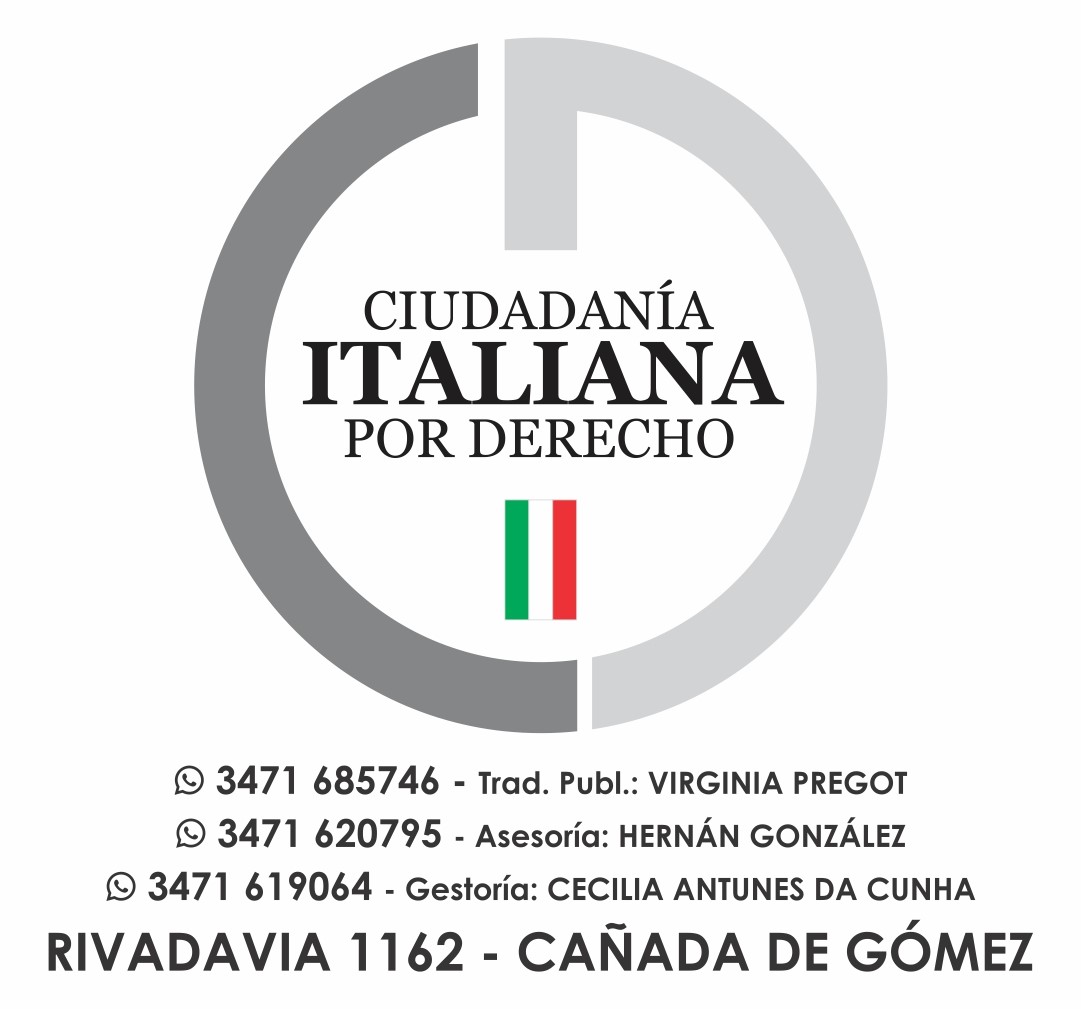 CIUDADANÍA
ITALIANA
POR DERECHO
3471 685746 - Trad. Publ.: VIRGINIA PREGOT
3471 620795 - Asesoría: HERNÁN GONZÁLEZ
3471 619064 - Gestoría: CECILIA ANTUNES DA CUNHA
RIVADAVIA 1162 - CAÑADA DE GÓMEZ